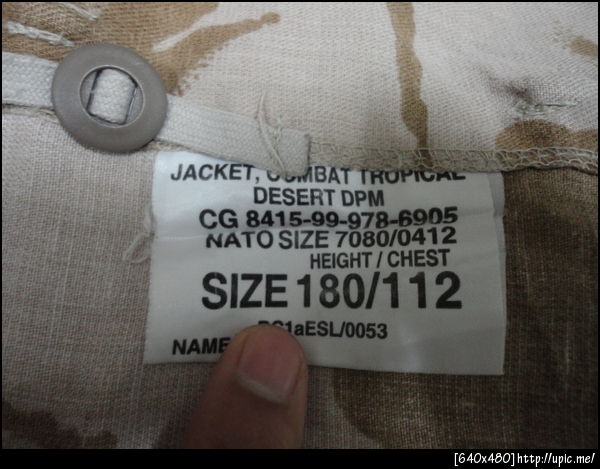 JACKET, COMBAT TROPICAL
DESERT DPM
CG 8415-99-978-6905
NATO SIZE 7080/0412
HEIGHT / CHEST
SIZE 180/112
DC1aESL/0053
NAME
[640x480] http://upic.me/